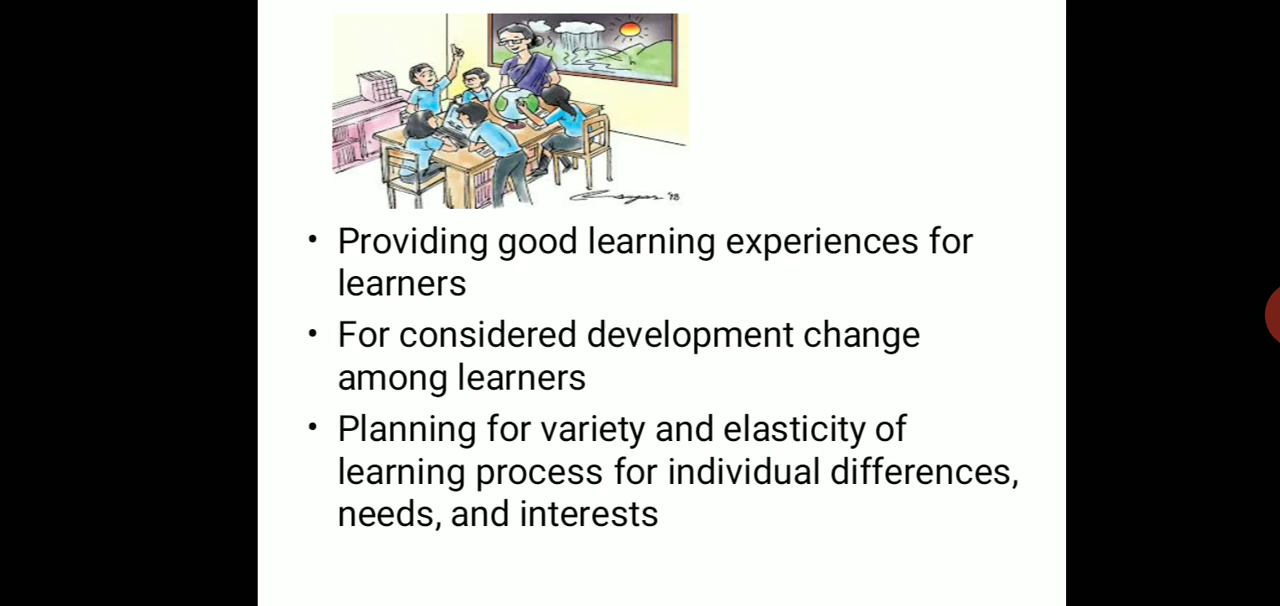 • Providing good learning experiences for
learners
• For considered development change
among learners
• Planning for variety and elasticity of
learning process for individual differences,
needs, and interests